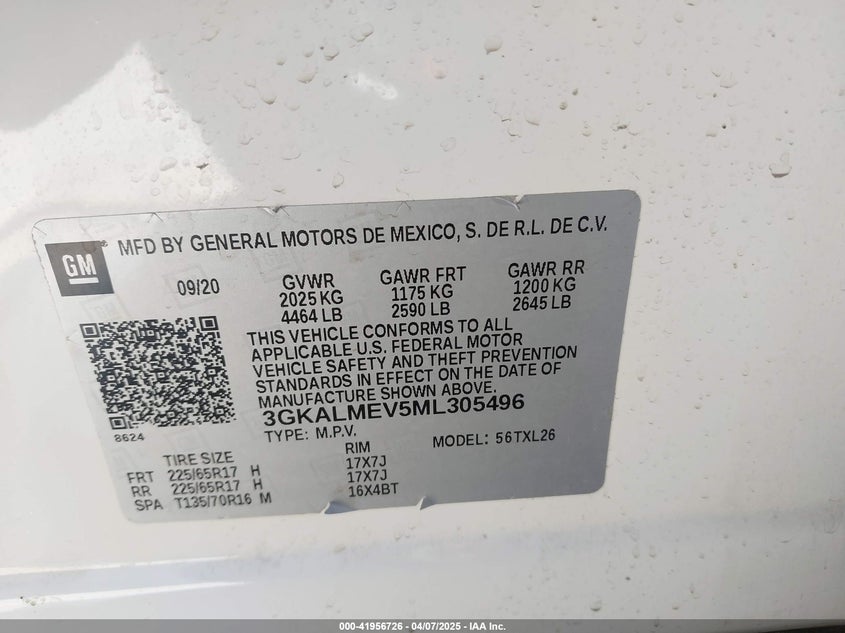 GM
MFD BY GENERAL MOTORS DE MEXICO, S. DE R.L. DE C.V.
09/20 GVWR GAWR FRT GAWR RR
2025 KG 1175 KG 1200 KG
4464 LB 2590 LB 2645 LB
THIS VEHICLE CONFORMS TO ALL
APPLICABLE U.S. FEDERAL MOTOR
VEHICLE SAFETY AND THEFT PREVENTION
STANDARDS IN EFFECT ON THE DATE OF
MANUFACTURE SHOWN ABOVE.
3GKALMEV5ML305496
8624
TYPE: M.P.V. MODEL: 56TXL26
TIRE SIZE RIM
FRT 225/65R17 H 17X7J
RR 225/65R17 H 17X7J
SPA T135/70R16 M 16X4BT
000-41956726 - 04/07/2025 - IAA Inc.